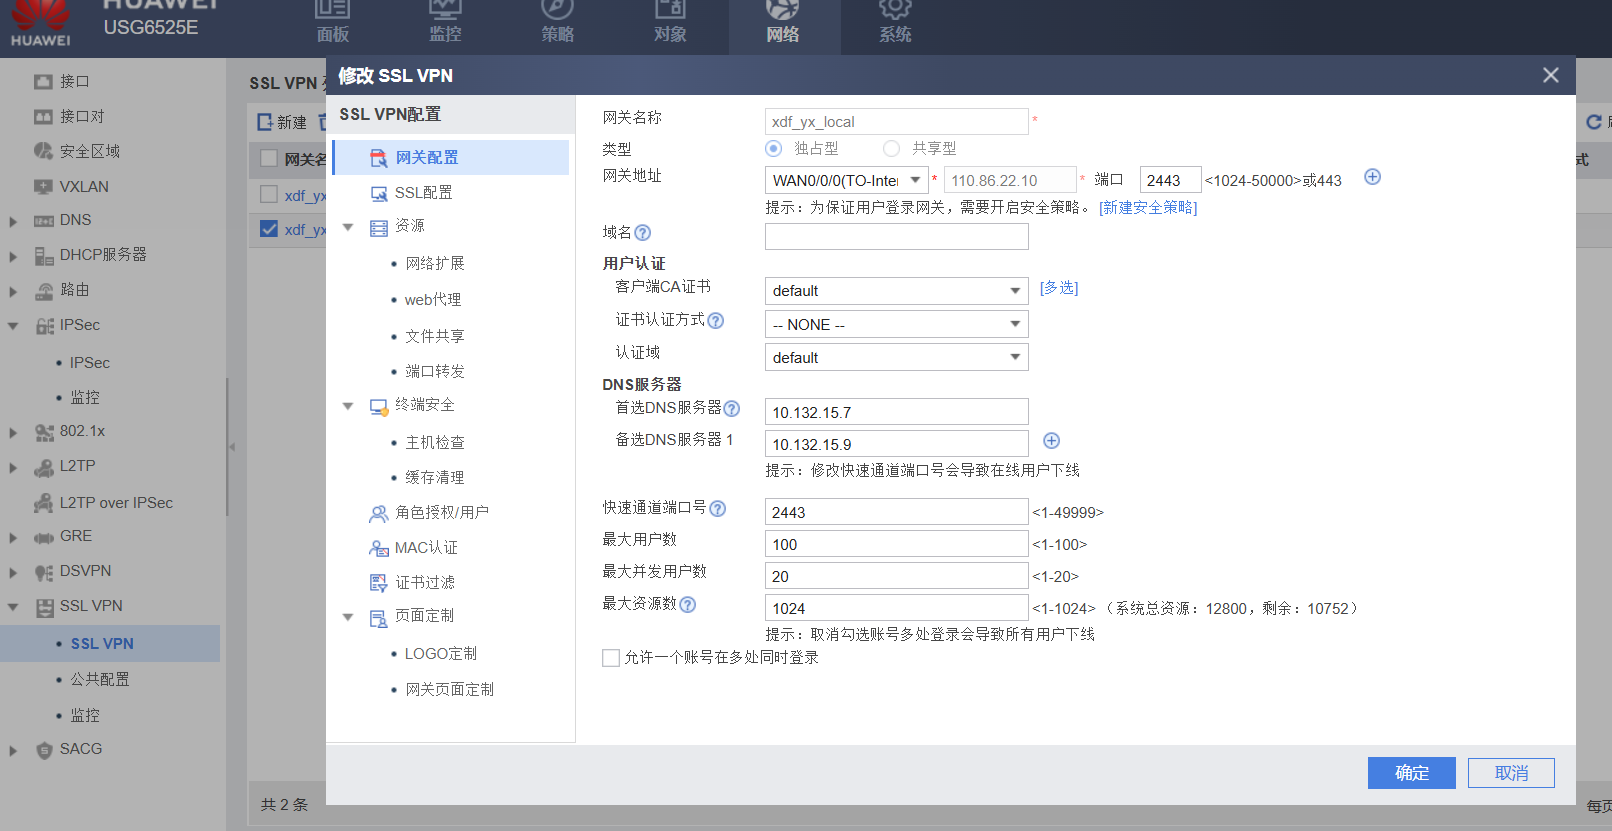 HUAWEI
HUAWEI
USG6525E
面板
监控
策略
对象
网络
系统
接口
接口对
安全区域
VXLAN
DNS
DHCP服务器
路由
IPSec
IPSec
监控
802.1x
L2TP
L2TP over IPSec
GRE
DSVPN
SSL VPN
SSL VPN
公共配置
监控
SACG
SSL VPN
新建
网关名
xdf_yx
xdf_yx
共 2 条
式
每页
修改 SSL VPN
SSL VPN配置
网关配置
SSL配置
资源
网络扩展
web代理
文件共享
端口转发
终端安全
主机检查
缓存清理
角色授权/用户
MAC认证
证书过滤
页面定制
LOGO定制
网关页面定制
网关名称 xdf_yx_local *
类型 独占型 共享型
网关地址 WAN0/0/0(TO-Inte * 110.86.22.10 * 端口 2443 <1024-50000>或443
提示：为保证用户登录网关，需要开启安全策略。 [新建安全策略]
域名
用户认证
客户端CA证书 default [多选]
证书认证方式 -- NONE --
认证域 default
DNS服务器
首选DNS服务器 10.132.15.7
备选DNS服务器 1 10.132.15.9
提示：修改快速通道端口号会导致在线用户下线
快速通道端口号 2443 <1-49999>
最大用户数 100 <1-100>
最大并发用户数 20 <1-20>
最大资源数 1024 <1-1024> （系统总资源：12800，剩余：10752）
提示：取消勾选账号多处登录会导致所有用户下线
允许一个账号在多处同时登录
确定
取消